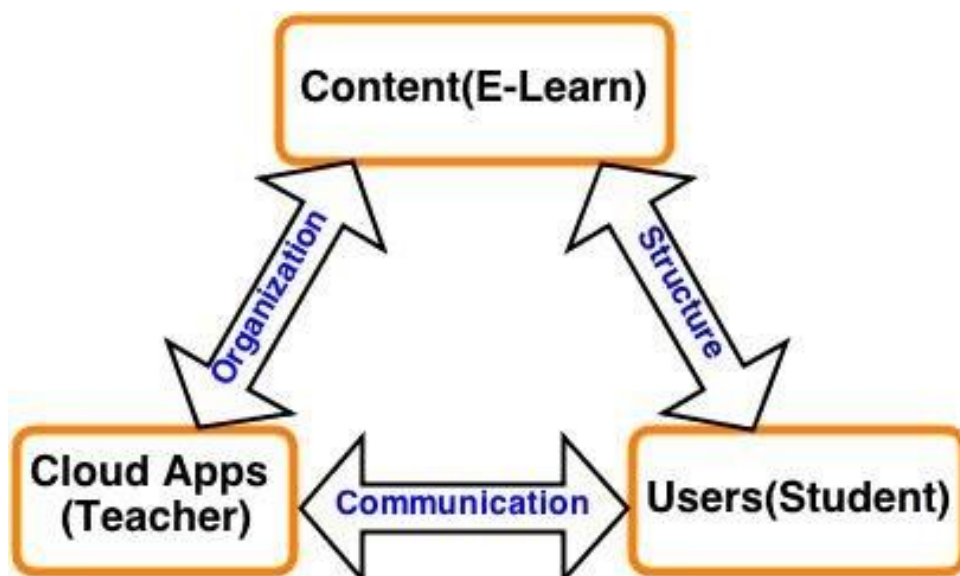 Content(E-Learn)
Organization
Structure
Cloud Apps
(Teacher)
Communication
Users(Student)